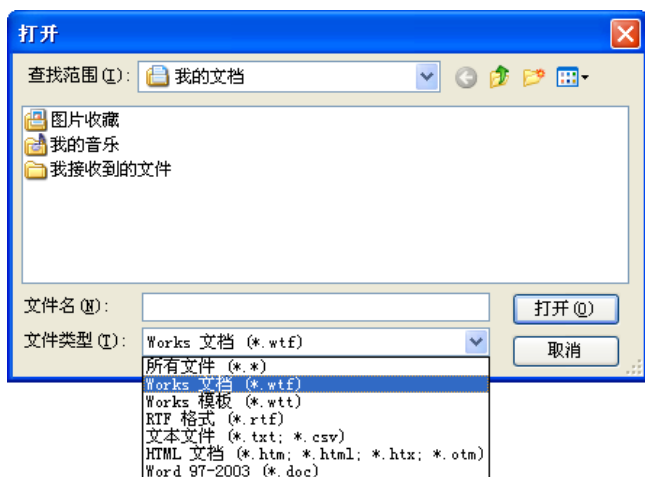 打开
查找范围(I): 我的文档
图片收藏
我的音乐
我接收到的文件
文件名(N):
打开(O)
文件类型(T): Works 文档 (*.wtf)
取消
所有文件 (*.*)
Works 文档 (*.wtf)
Works 模板 (*.wtt)
RTF 格式 (*.rtf)
文本文件 (*.txt; *.csv)
HTML 文档 (*.htm; *.html; *.htx; *.otm)
Word 97-2003 (*.doc)